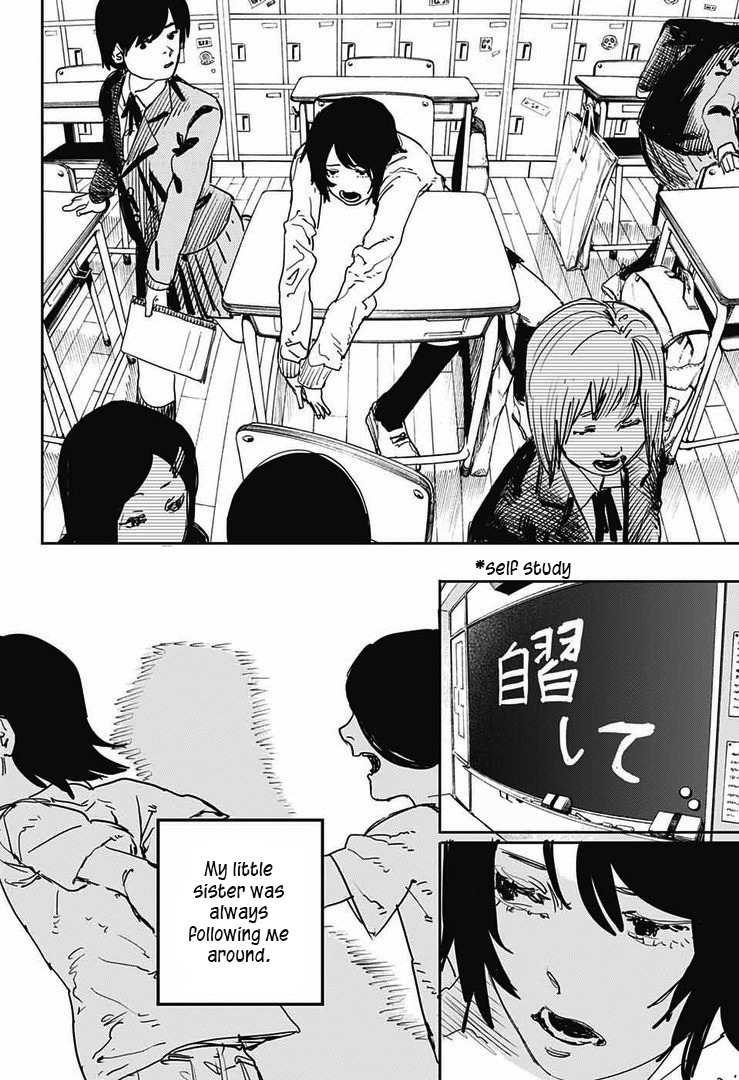 *self study
自習
して
My little
sister was
always
following me
around.